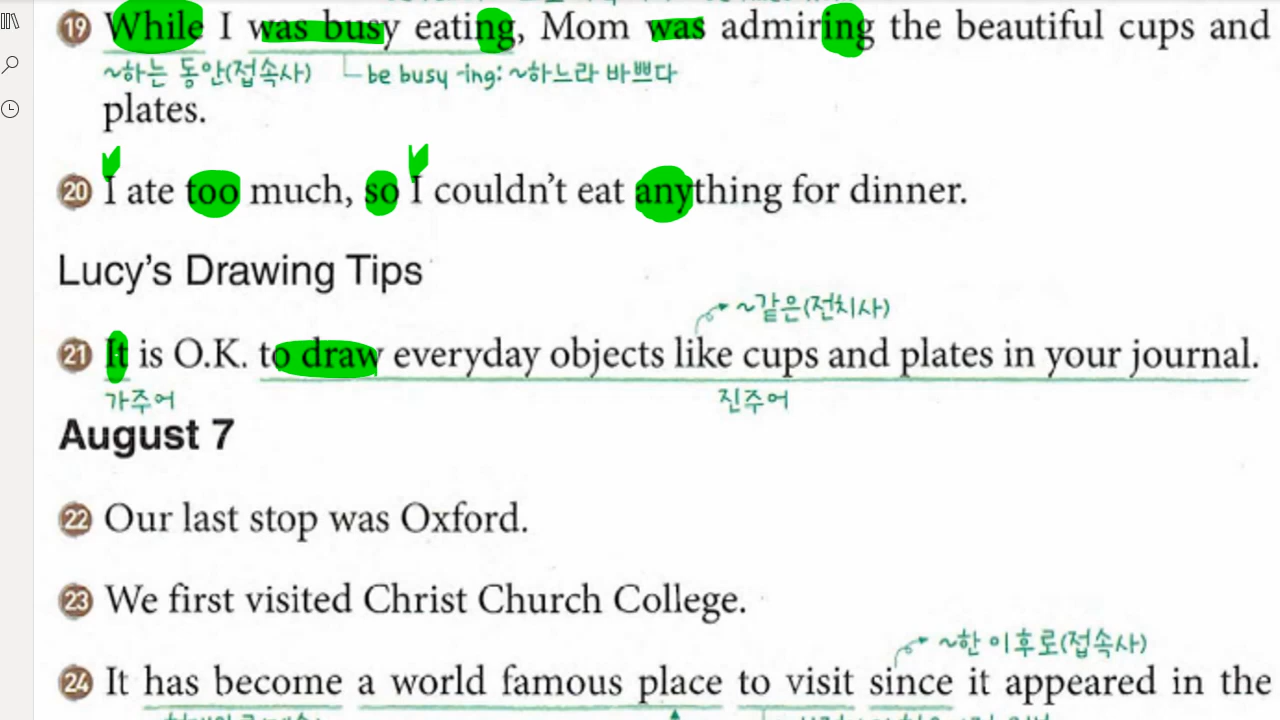 19 While I was busy eating, Mom was admiring the beautiful cups and
~하는 동안(접속사) be busy -ing: ~하느라 바쁘다
plates.
20 I ate too much, so I couldn't eat anything for dinner.
Lucy's Drawing Tips
~같은(전치사)
21 It is O.K. to draw everyday objects like cups and plates in your journal.
가주어 진주어
August 7
22 Our last stop was Oxford.
23 We first visited Christ Church College.
~한 이후로(접속사)
24 It has become a world famous place to visit since it appeared in the